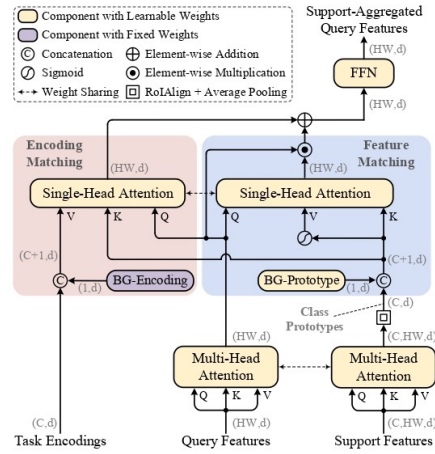 Component with Learnable Weights
Component with Fixed Weights
C Concatenation
Element-wise Addition
Sigmoid
Element-wise Multiplication
Weight Sharing
RoIAlign + Average Pooling
Support-Aggregated
Query Features
(HW,d)
FFN
(HW,d)
Encoding
Matching
Feature
Matching
(HW,d)
(HW,d)
Single-Head Attention
Single-Head Attention
V
K
Q
Q
V
K
(C+1,d)
(C+1,d)
C
BG-Encoding
BG-Prototype
C
(1,d)
(1,d)
(C,d)
Class
Prototypes
(HW,d)
(C,HW,d)
Multi-Head
Attention
Multi-Head
Attention
Q
K
V
Q
K
V
(C,d)
(HW,d)
(C,HW,d)
Task Encodings
Query Features
Support Features